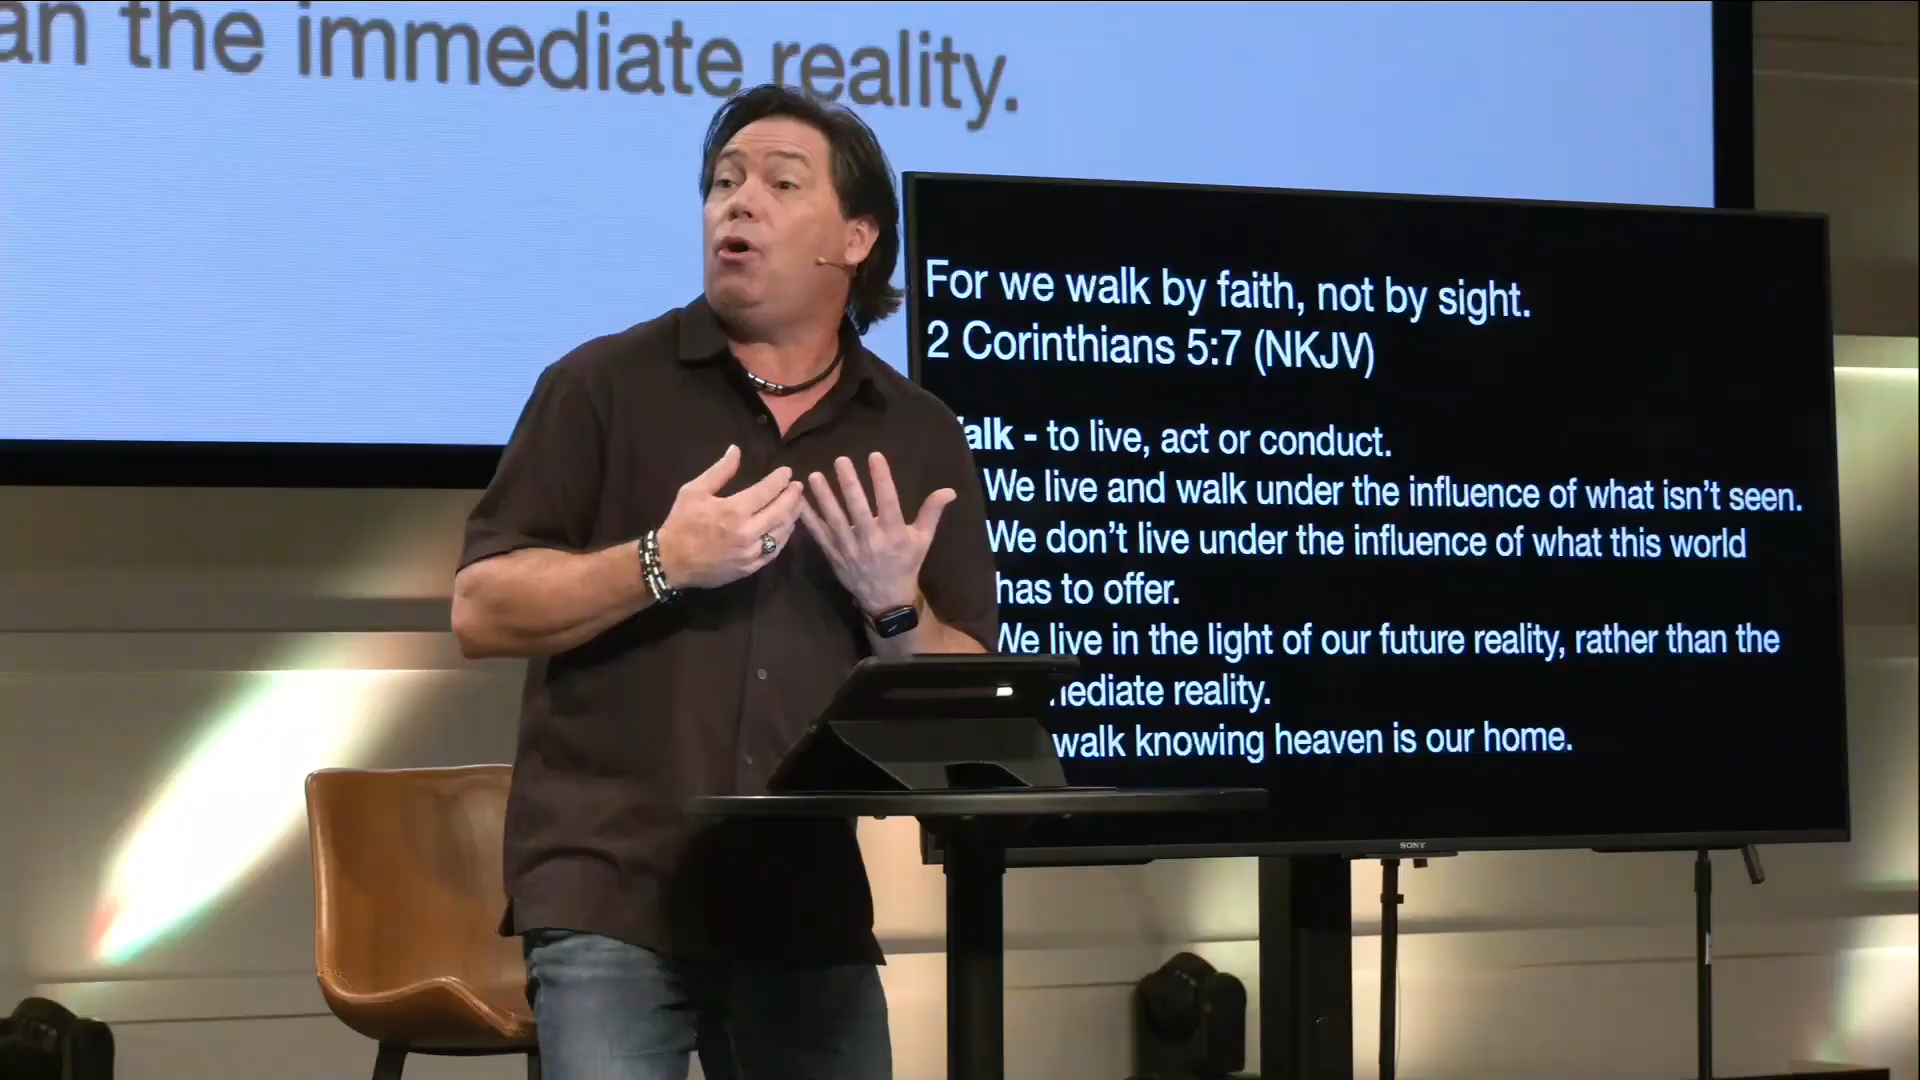 the immediate reality.
For we walk by faith, not by sight.
2 Corinthians 5:7 (NKJV)
- to live, act or conduct.
We live and walk under the influence of what isn't seen.
We don't live under the influence of what this world
has to offer.
We live in the light of our future reality, rather than the
reality.
walk knowing heaven is our home.
SONY